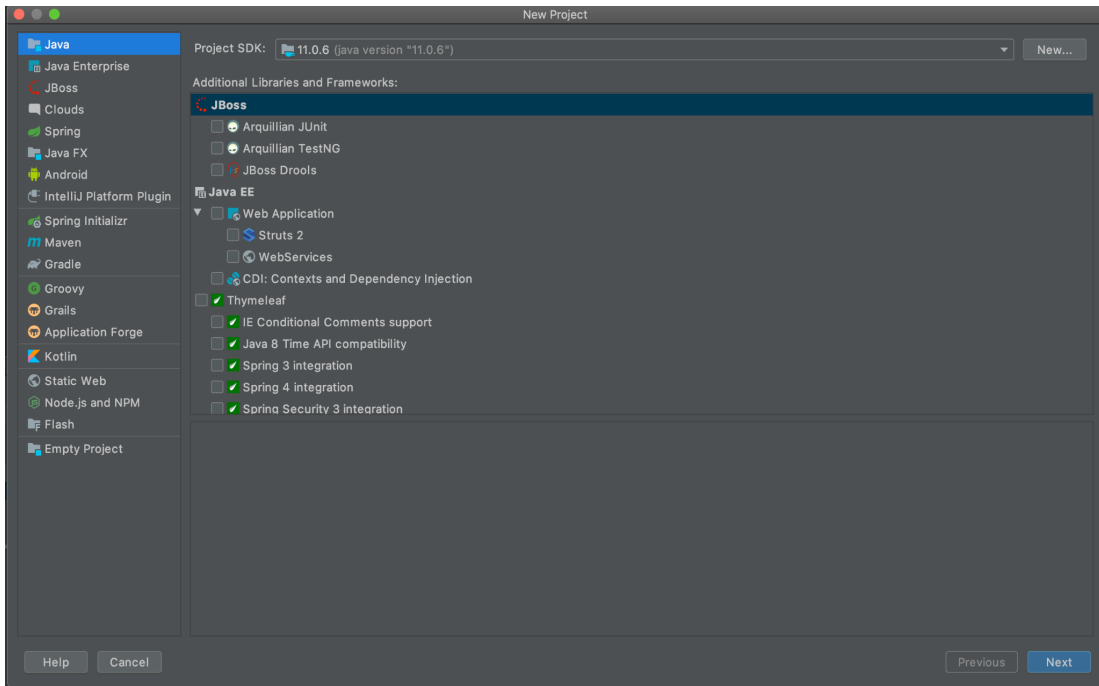 New Project
Java
Java Enterprise
JBoss
Clouds
Spring
Java FX
Android
IntelliJ Platform Plugin
Spring Initializr
Maven
Gradle
Groovy
Grails
Application Forge
Kotlin
Static Web
Node.js and NPM
Flash
Empty Project
Project SDK: 11.0.6 (java version "11.0.6") New...
Additional Libraries and Frameworks:
JBoss
Arquillian JUnit
Arquillian TestNG
JBoss Drools
Java EE
Web Application
Struts 2
WebServices
CDI: Contexts and Dependency Injection
Thymeleaf
IE Conditional Comments support
Java 8 Time API compatibility
Spring 3 integration
Spring 4 integration
Spring Security 3 integration
Help Cancel Previous Next